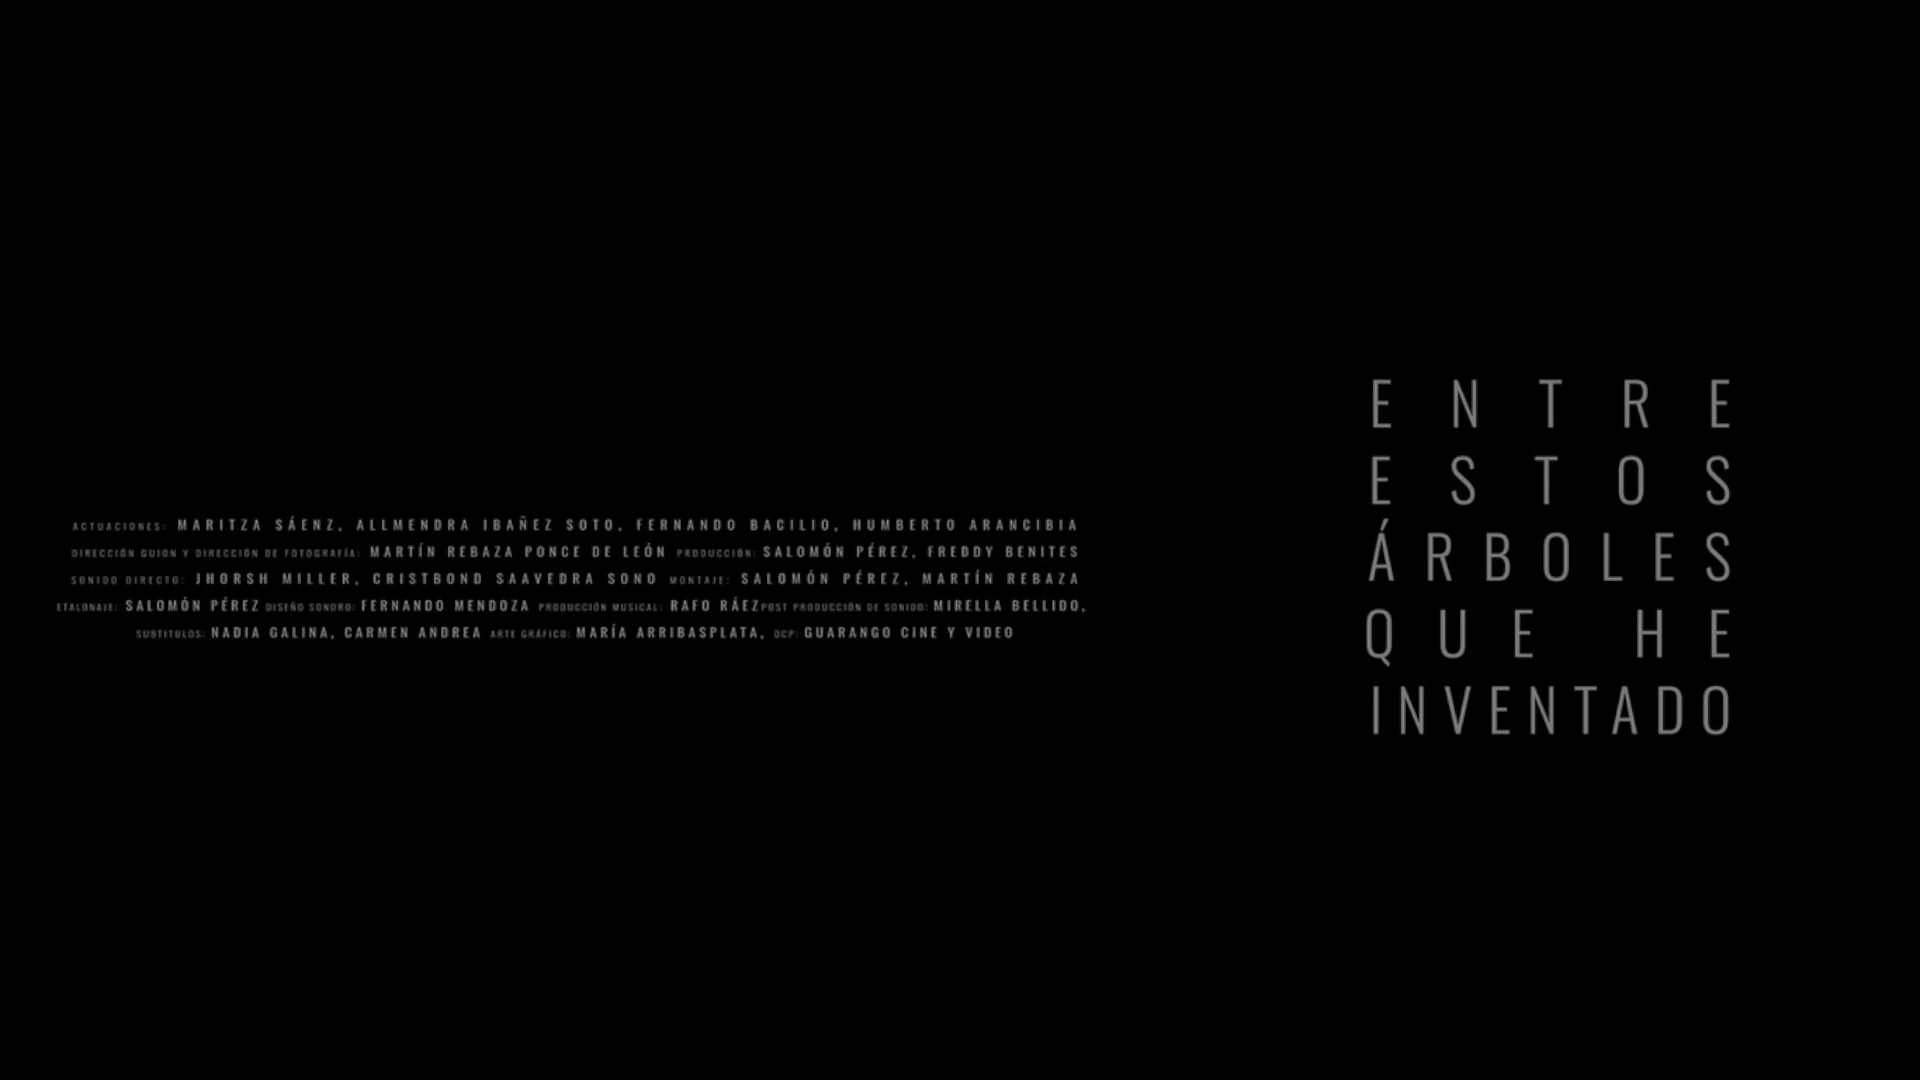 ACTUACIONES: MARITZA SÁENZ, ALLMENDRA IBAÑEZ SOTO, FERNANDO BACILIO, HUMBERTO ARANCIBIA
DIRECCIÓN GUION Y DIRECCIÓN DE FOTOGRAFÍA: MARTÍN REBAZA PONCE DE LEÓN PRODUCCIÓN: SALOMÓN PÉREZ, FREDDY BENITES
SONIDO DIRECTO: JHORSH MILLER, CRISTBOND SAAVEDRA SONO MONTAJE: SALOMÓN PÉREZ, MARTÍN REBAZA
ETALONAJE: SALOMÓN PÉREZ DISEÑO SONORO: FERNANDO MENDOZA PRODUCCIÓN MUSICAL: RAFO RÁEZ POST PRODUCCIÓN DE SONIDO: MIRELLA BELLIDO,
SUBTITULOS: NADIA GALINA, CARMEN ANDREA ARTE GRÁFICO: MARÍA ARRIBASPLATA, DCP: GUARANGO CINE Y VIDEO
ENTRE
ESTOS
ÁRBOLES
QUE HE
INVENTADO